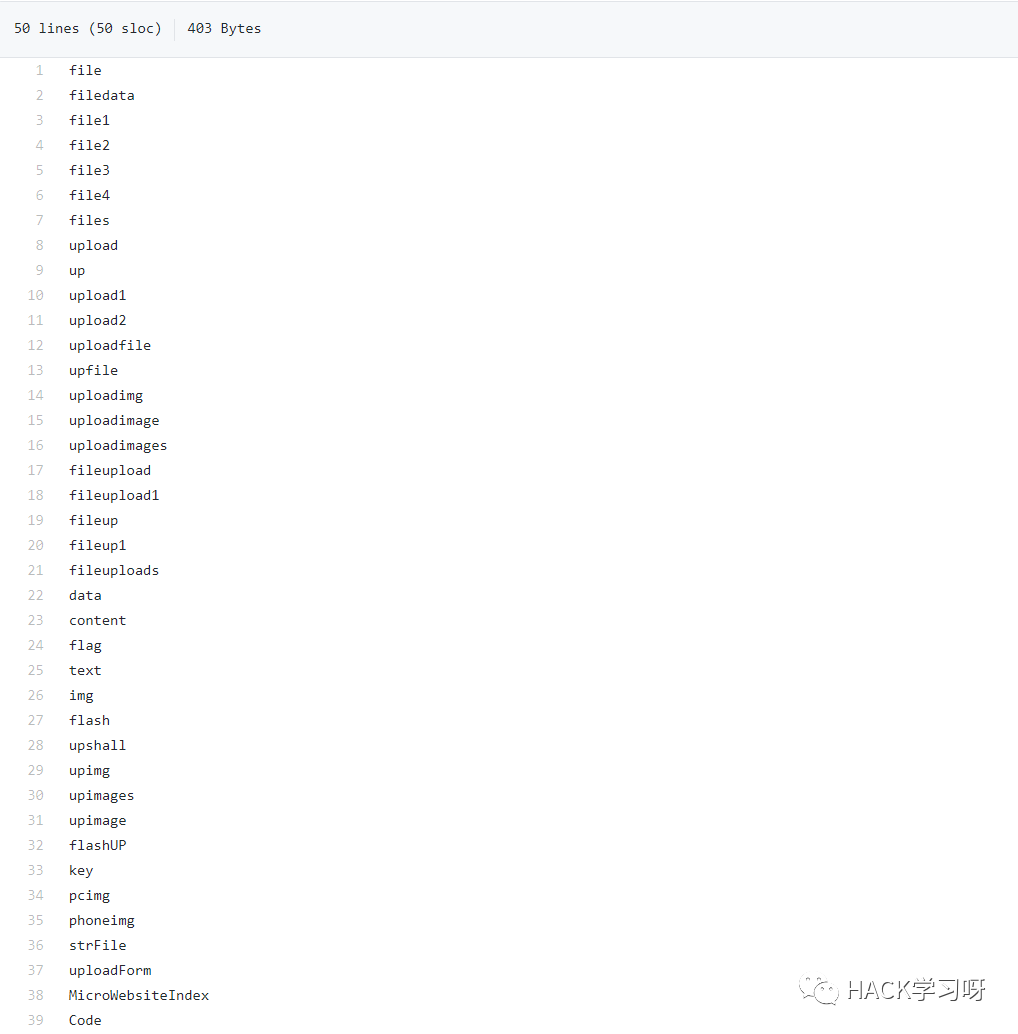 50 lines (50 sloc) 403 Bytes
1 file
2 filedata
3 file1
4 file2
5 file3
6 file4
7 files
8 upload
9 up
10 upload1
11 upload2
12 uploadfile
13 upfile
14 uploadimg
15 uploadimage
16 uploadimages
17 fileupload
18 fileupload1
19 fileup
20 fileup1
21 fileuploads
22 data
23 content
24 flag
25 text
26 img
27 flash
28 upshall
29 upimg
30 upimages
31 upimage
32 flashUP
33 key
34 pcimg
35 phoneimg
36 strFile
37 uploadForm
38 MicroWebsiteIndex
39 Code
HACK学习呀